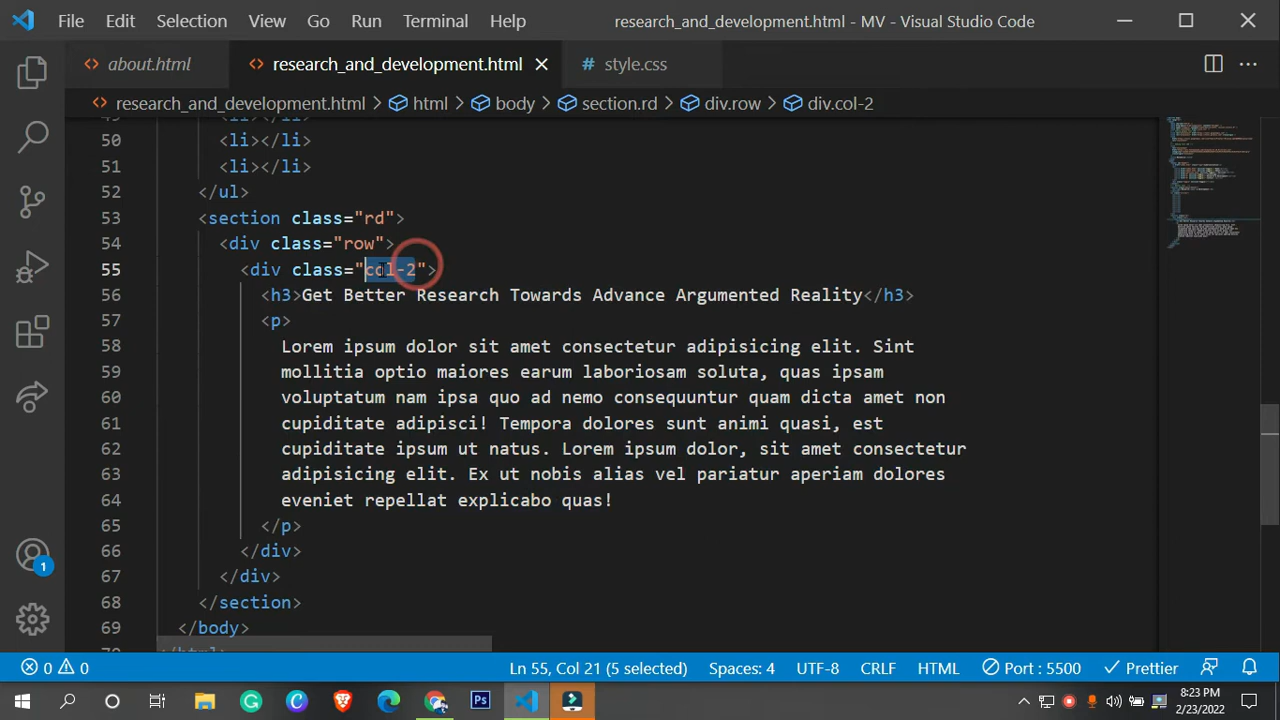 File Edit Selection View Go Run Terminal Help research_and_development.html - MV - Visual Studio Code
about.html research_and_development.html style.css
research_and_development.html > html > body > section.rd > div.row > div.col-2
49 <li></li>
50 <li></li>
51 <li></li>
52 </ul>
53 <section class="rd">
54 <div class="row">
55 <div class="col-2">
56 <h3>Get Better Research Towards Advance Argumented Reality</h3>
57 <p>
58 Lorem ipsum dolor sit amet consectetur adipisicing elit. Sint
59 mollitia optio maiores earum laboriosam soluta, quas ipsam
60 voluptatum nam ipsa quo ad nemo consequuntur quam dicta amet non
61 cupiditate adipisci! Tempora dolores sunt animi quasi, est
62 cupiditate ipsum ut natus. Lorem ipsum dolor, sit amet consectetur
63 adipisicing elit. Ex ut nobis alias vel pariatur aperiam dolores
64 eveniet repellat explicabo quas!
65 </p>
66 </div>
67 </div>
68 </section>
69 </body>
70 </html>
1
0 0 Ln 55, Col 21 (5 selected) Spaces: 4 UTF-8 CRLF HTML Port : 5500 Prettier
8:23 PM
2/23/2022